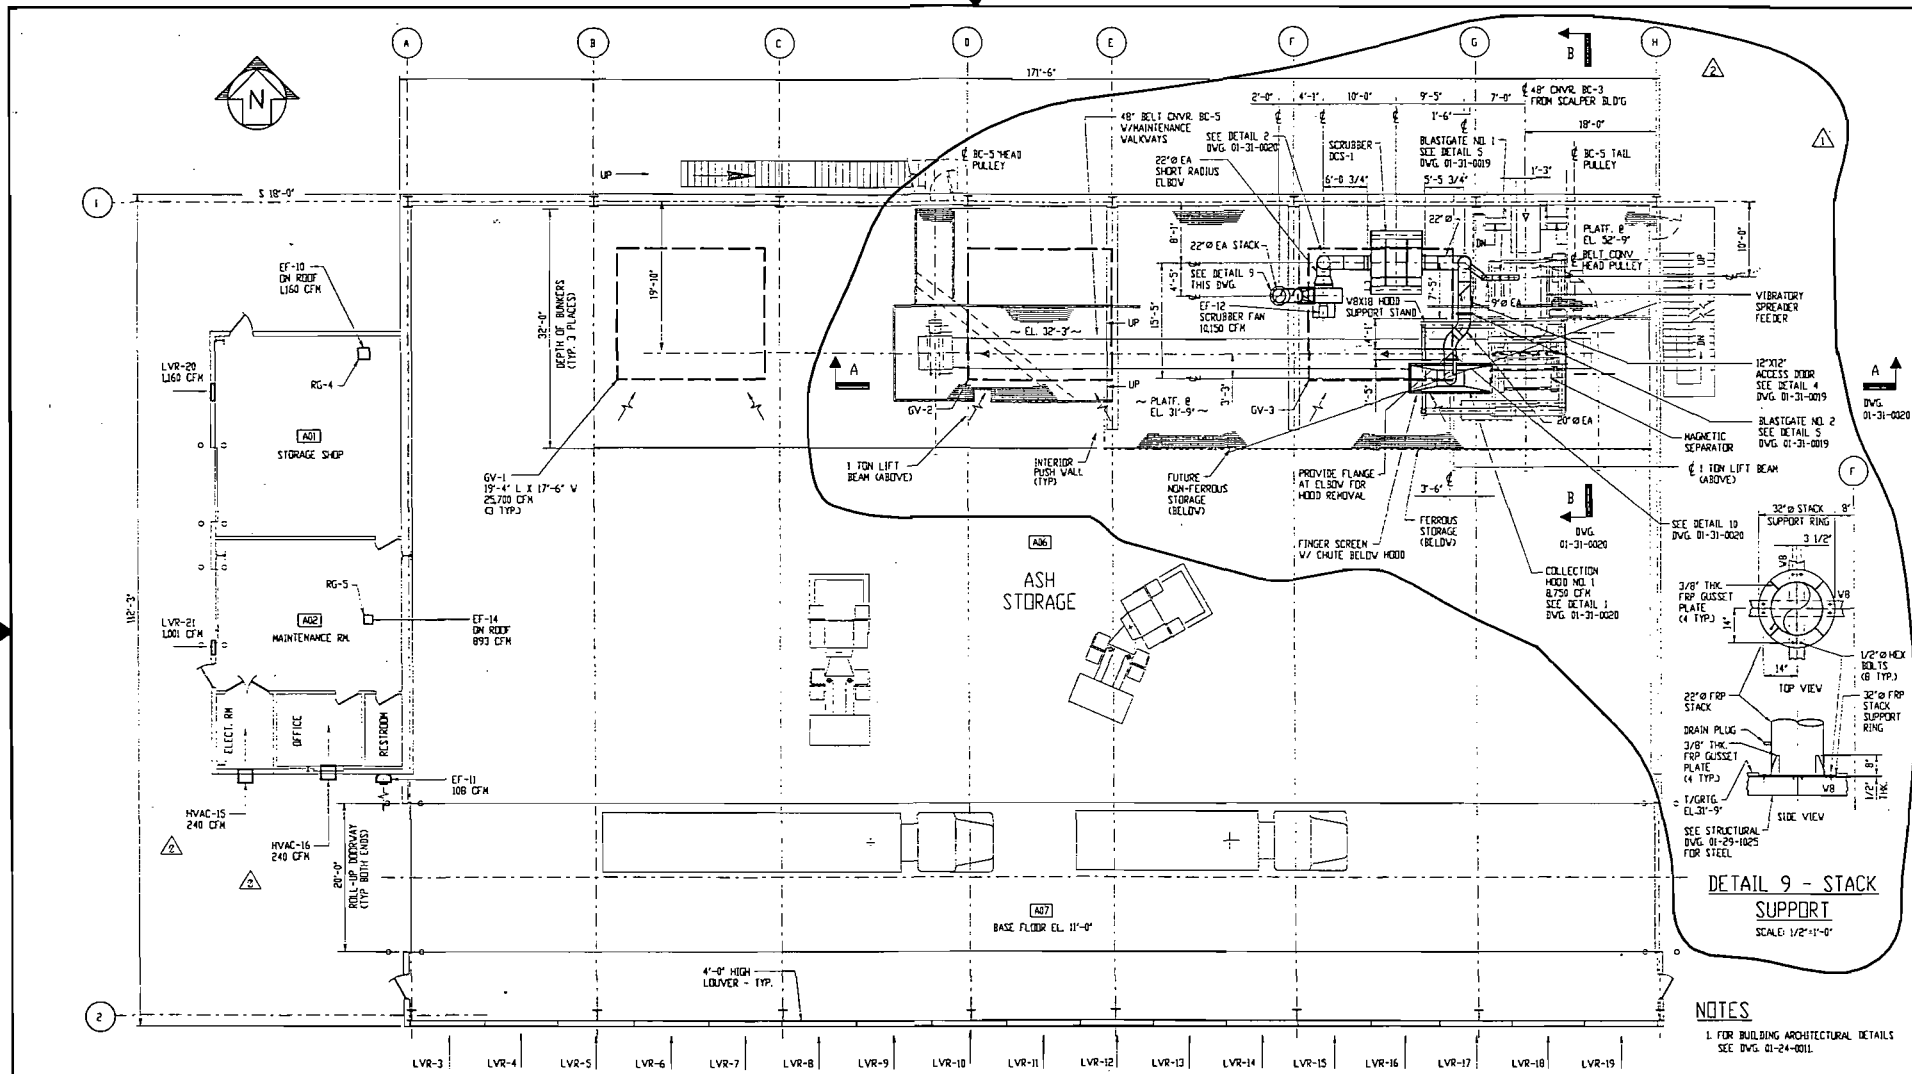 A
B
C
D
E
F
G
H
N
171'-6"
S 18'-0"
1
2
112'-3"
UP
BC-5 HEAD
PULLEY
48" BELT CNVR. BC-5
W/MAINTENANCE
WALKWAYS
SEE DETAIL 2
DWG. 01-31-0020
22"Ø EA
SHORT RADIUS
ELBOW
2'-0"
4'-1"
10'-0"
9'-5"
7'-0"
1'-6"
SCRUBBER
DCS-1
6'-0 3/4"
5'-5 3/4"
BLASTGATE NO. 1
SEE DETAIL 5
DWG. 01-31-0019
48" CNVR. BC-3
FROM SCALPER BLD'G
18'-0"
BC-5 TAIL
PULLEY
1'-3"
B
2
1
EF-10
ON ROOF
1,160 CFM
LVR-20
1,160 CFM
RG-4
A01
STORAGE SHOP
32'-0"
DEPTH OF BUNKERS
(TYP. 3 PLACES)
19'-10"
8'-1"
4'-5"
15'-5"
22"Ø EA STACK
SEE DETAIL 9
THIS DWG.
EF-12
SCRUBBER FAN
10,150 CFM
W8X18 HOOD
SUPPORT STAND
22"Ø
7'-5"
9"Ø EA
DN
PLATF. @
EL. 52'-9"
BELT CONV.
HEAD PULLEY
10'-0"
UP
DN
VIBRATORY
SPREADER
FEEDER
~ EL. 32'-3" ~
UP
UP
A
GV-2
~ PLATF. @
EL. 31'-9" ~
3'-3"
GV-3
20"Ø EA
12"X12"
ACCESS DOOR
SEE DETAIL 4
DWG. 01-31-0019
A
DWG.
01-31-0020
BLASTGATE NO. 2
SEE DETAIL 5
DWG. 01-31-0019
MAGNETIC
SEPARATOR
1 TON LIFT BEAM
(ABOVE)
GV-1
19'-4" L X 17'-6" W
25,700 CFM
(3 TYP.)
1 TON LIFT
BEAM (ABOVE)
INTERIOR
PUSH WALL
(TYP)
FUTURE
NON-FERROUS
STORAGE
(BELOW)
PROVIDE FLANGE
AT ELBOW FOR
HOOD REMOVAL
3'-6"
FERROUS
STORAGE
(BELOW)
FINGER SCREEN
W/ CHUTE BELOW HOOD
B
DWG.
01-31-0020
SEE DETAIL 10
DWG. 01-31-0020
COLLECTION
HOOD NO. 1
8,750 CFM
SEE DETAIL 1
DWG. 01-31-0020
A06
ASH
STORAGE
RG-5
LVR-21
1,001 CFM
A02
MAINTENANCE RM.
EF-14
ON ROOF
893 CFM
ELECT. RM
OFFICE
RESTROOM
EF-11
108 CFM
HVAC-15
240 CFM
HVAC-16
240 CFM
2
2
20'-0"
ROLL-UP DOORWAY
(TYP BOTH ENDS)
A07
BASE FLOOR EL. 11'-0"
4'-0" HIGH
LOUVER - TYP.
F
32"Ø STACK
SUPPORT RING
8"
3 1/2"
W8
3/8" THK.
FRP GUSSET
PLATE
(4 TYP.)
W8
14"
14"
TOP VIEW
1/2"Ø HEX
BOLTS
(8 TYP.)
22"Ø FRP
STACK
32"Ø FRP
STACK
SUPPORT
RING
DRAIN PLUG
3/8" THK.
FRP GUSSET
PLATE
(4 TYP.)
8"
1/2"
THK.
T/GRTG.
EL.31'-9"
W8
SIDE VIEW
SEE STRUCTURAL
DWG. 01-29-1025
FOR STEEL
DETAIL 9 - STACK
SUPPORT
SCALE: 1/2"=1'-0"
NOTES
1. FOR BUILDING ARCHITECTURAL DETAILS
SEE DWG. 01-24-0011.
LVR-3
LVR-4
LVR-5
LVR-6
LVR-7
LVR-8
LVR-9
LVR-10
LVR-11
LVR-12
LVR-13
LVR-14
LVR-15
LVR-16
LVR-17
LVR-18
LVR-19